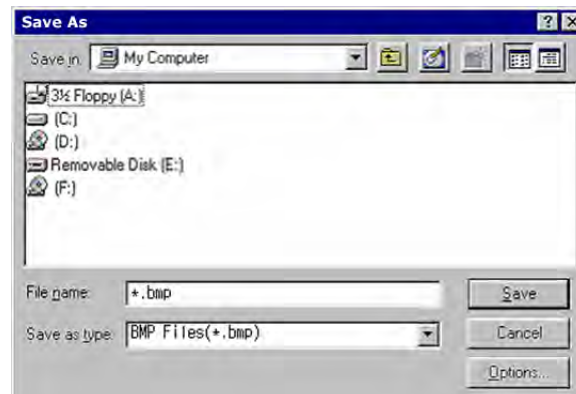 Save As
Save in: My Computer
3½ Floppy (A:)
(C:)
(D:)
Removable Disk (E:)
(F:)
File name: *.bmp
Save
Save as type: BMP Files(*.bmp)
Cancel
Options...